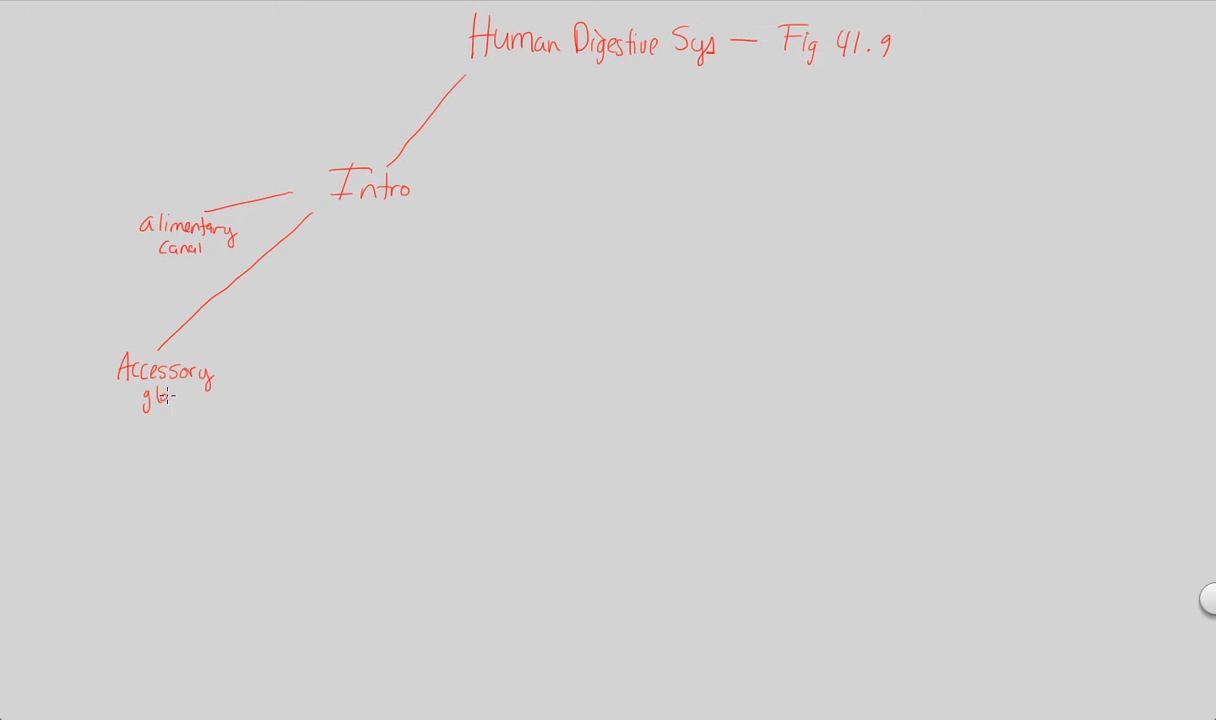 Human Digestive Sys — Fig 41.9
Intro
alimentary
canal
Accessory